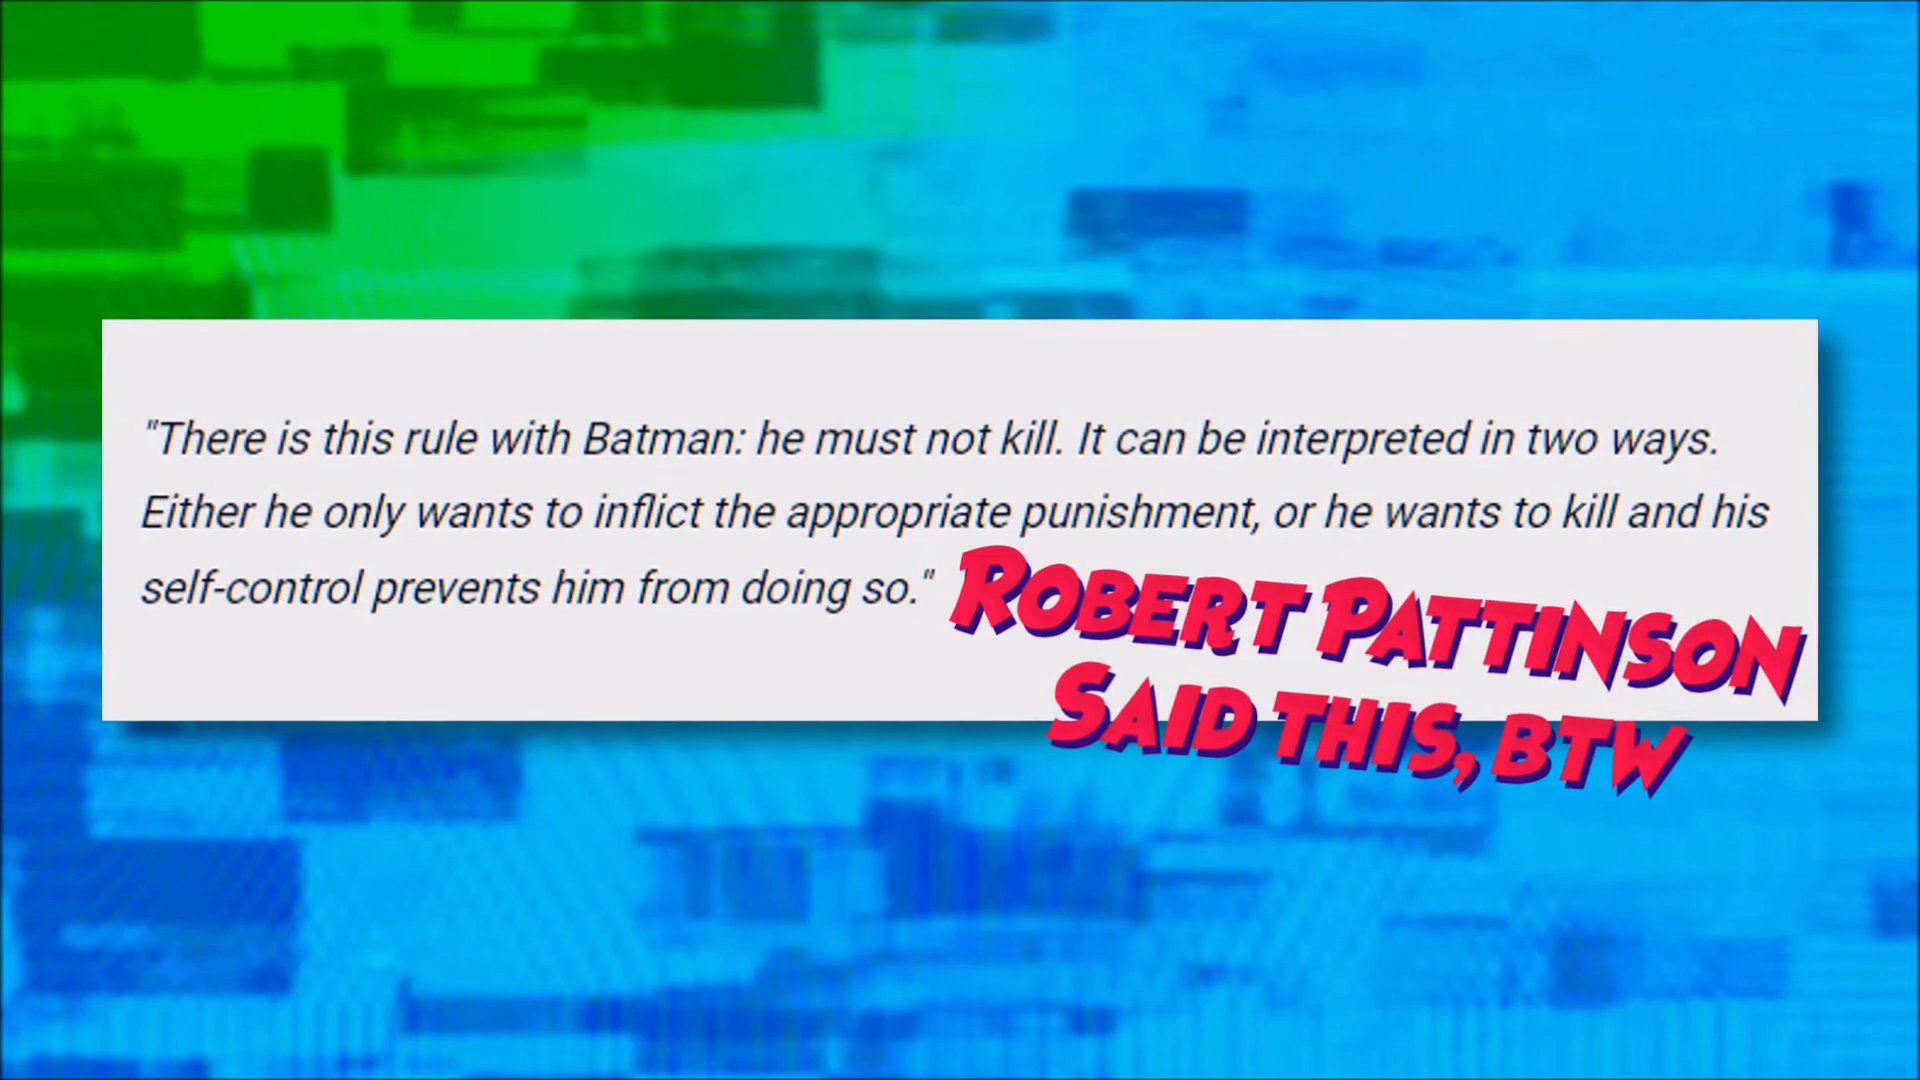 "There is this rule with Batman: he must not kill. It can be interpreted in two ways.
Either he only wants to inflict the appropriate punishment, or he wants to kill and his
self-control prevents him from doing so."
ROBERT PATTINSON
SAID THIS, BTW